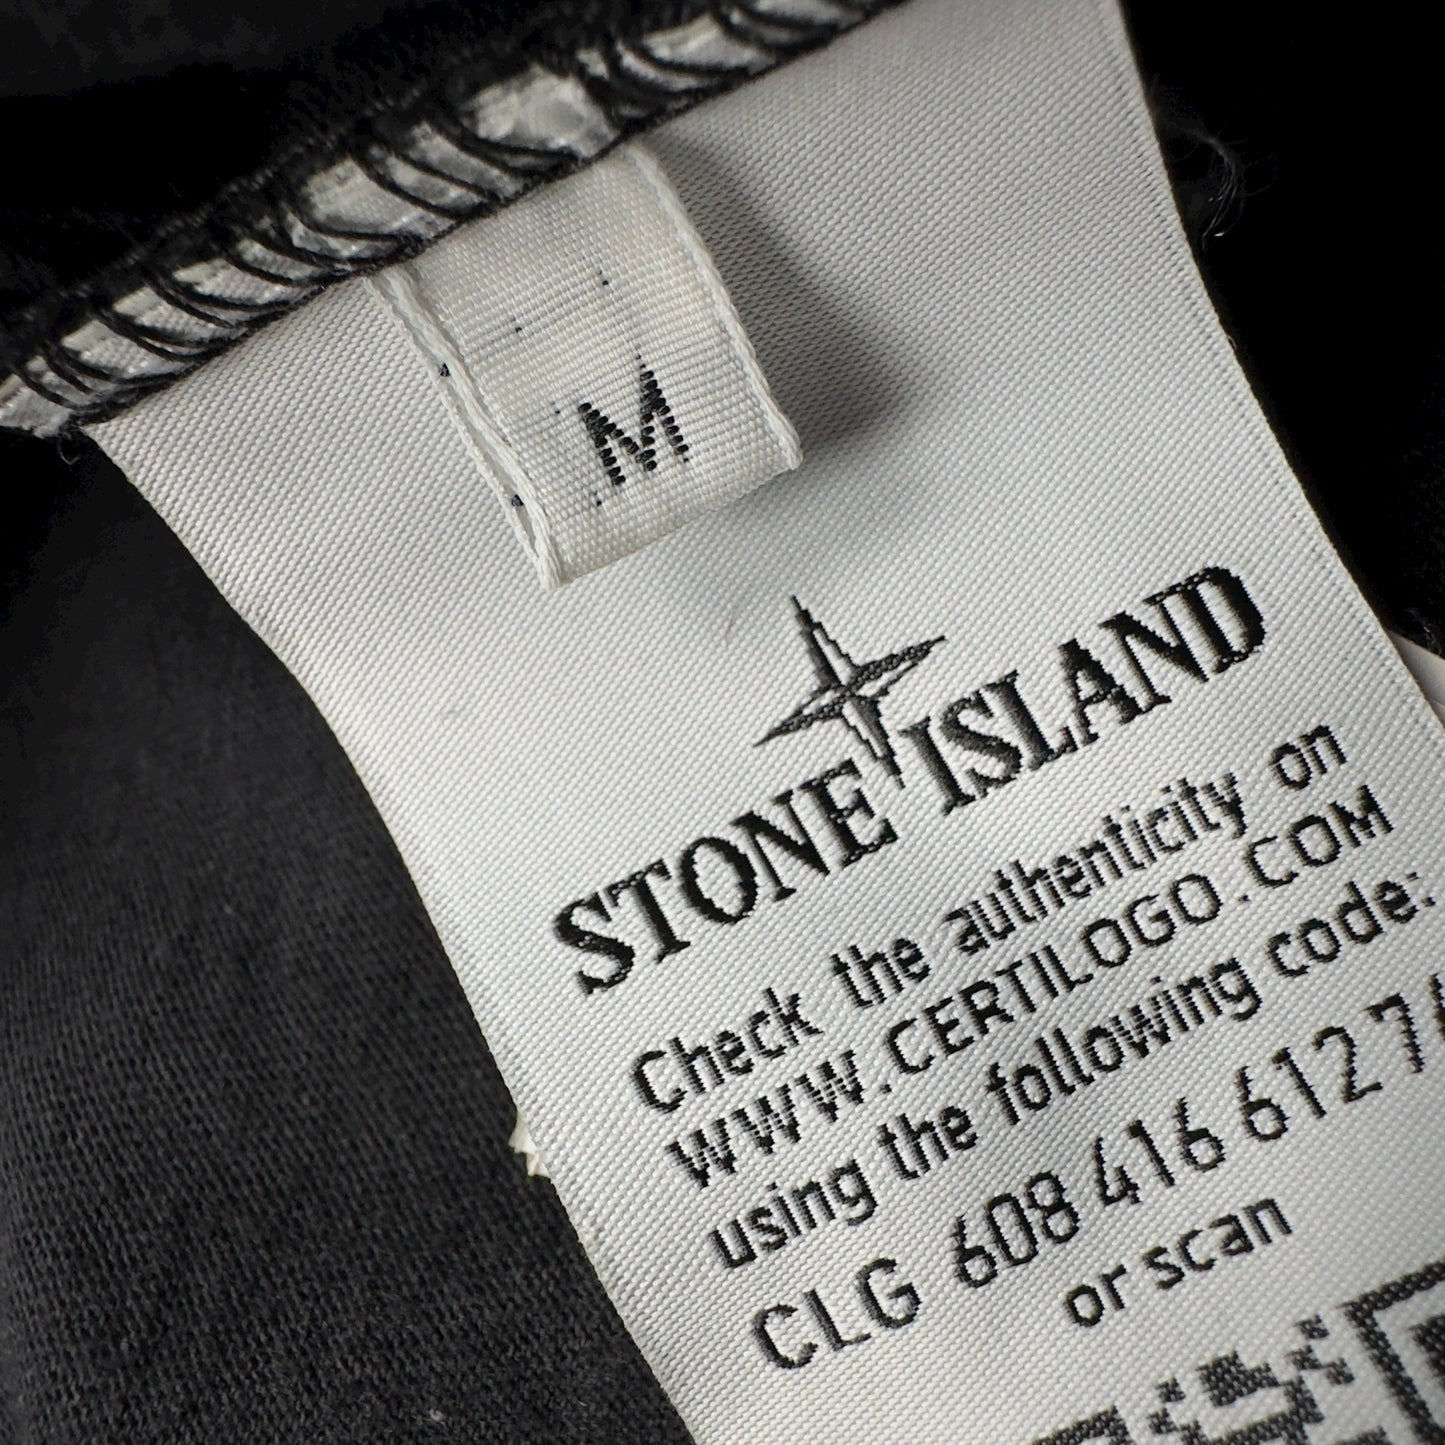 M
STONE ISLAND
Check the authenticity on
WWW.CERTILOGO.COM
using the following code:
CLG 608 416 612 7
or scan